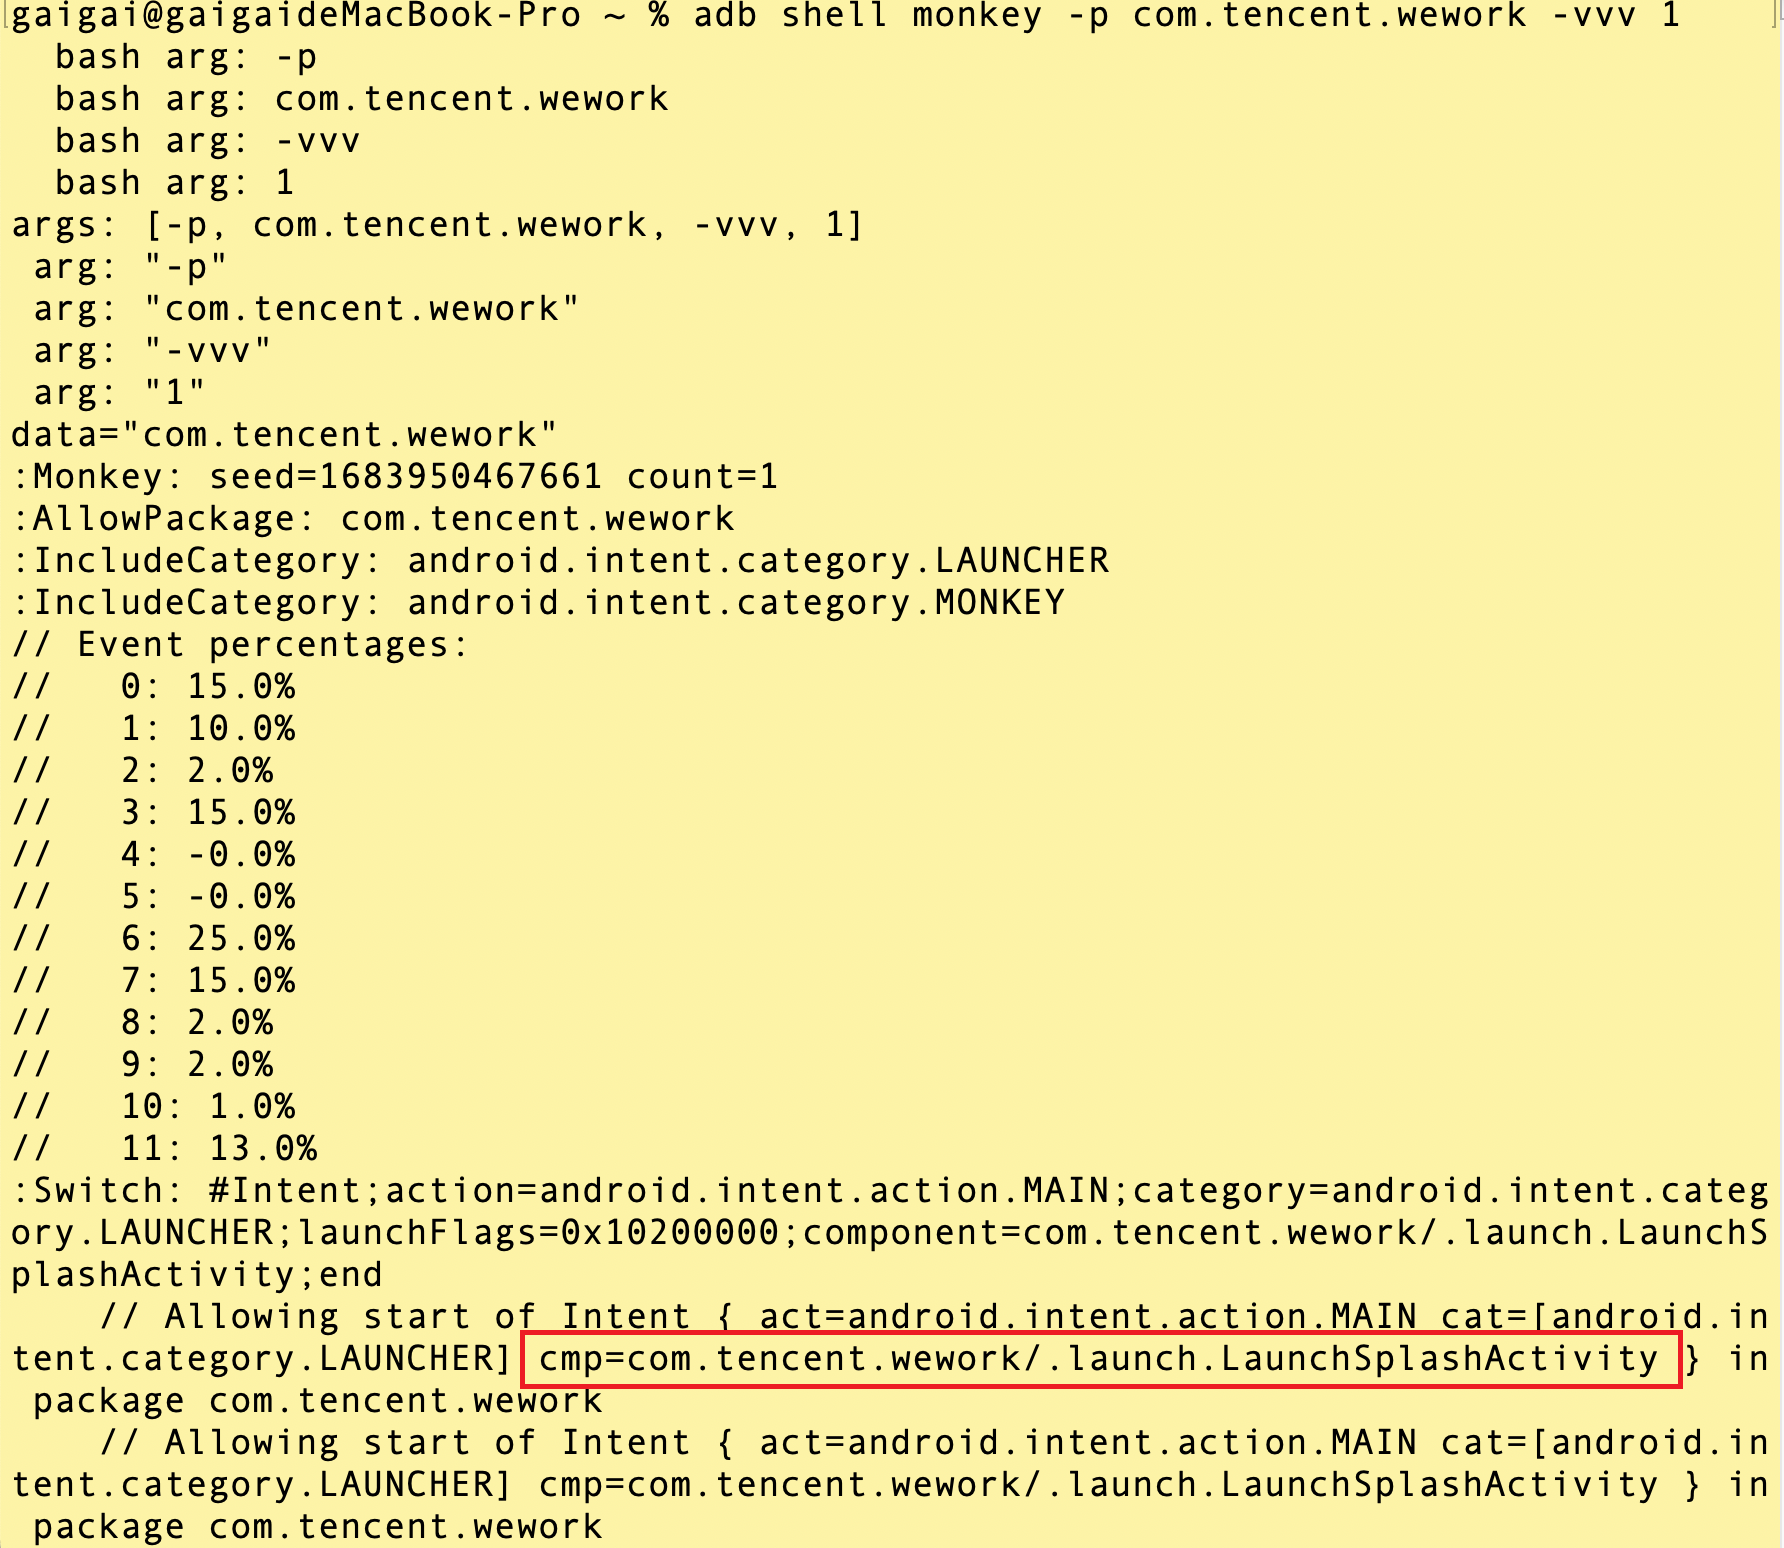 gaigai@gaigaideMacBook-Pro ~ % adb shell monkey -p com.tencent.wework -vvv 1
  bash arg: -p
  bash arg: com.tencent.wework
  bash arg: -vvv
  bash arg: 1
args: [-p, com.tencent.wework, -vvv, 1]
 arg: "-p"
 arg: "com.tencent.wework"
 arg: "-vvv"
 arg: "1"
data="com.tencent.wework"
:Monkey: seed=1683950467661 count=1
:AllowPackage: com.tencent.wework
:IncludeCategory: android.intent.category.LAUNCHER
:IncludeCategory: android.intent.category.MONKEY
// Event percentages:
//   0: 15.0%
//   1: 10.0%
//   2: 2.0%
//   3: 15.0%
//   4: -0.0%
//   5: -0.0%
//   6: 25.0%
//   7: 15.0%
//   8: 2.0%
//   9: 2.0%
//   10: 1.0%
//   11: 13.0%
:Switch: #Intent;action=android.intent.action.MAIN;category=android.intent.categ
ory.LAUNCHER;launchFlags=0x10200000;component=com.tencent.wework/.launch.LaunchS
plashActivity;end
    // Allowing start of Intent { act=android.intent.action.MAIN cat=[android.in
tent.category.LAUNCHER] cmp=com.tencent.wework/.launch.LaunchSplashActivity } in
 package com.tencent.wework
    // Allowing start of Intent { act=android.intent.action.MAIN cat=[android.in
tent.category.LAUNCHER] cmp=com.tencent.wework/.launch.LaunchSplashActivity } in
 package com.tencent.wework